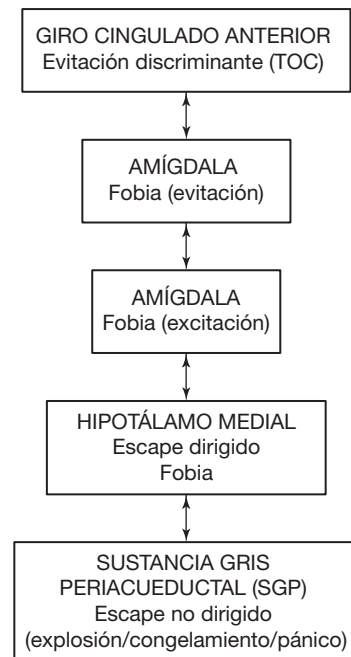 GIRO CINGULADO ANTERIOR
Evitación discriminante (TOC)
AMÍGDALA
Fobia (evitación)
AMÍGDALA
Fobia (excitación)
HIPOTÁLAMO MEDIAL
Escape dirigido
Fobia
SUSTANCIA GRIS
PERIACUEDUCTAL (SGP)
Escape no dirigido
(explosión/congelamiento/pánico)